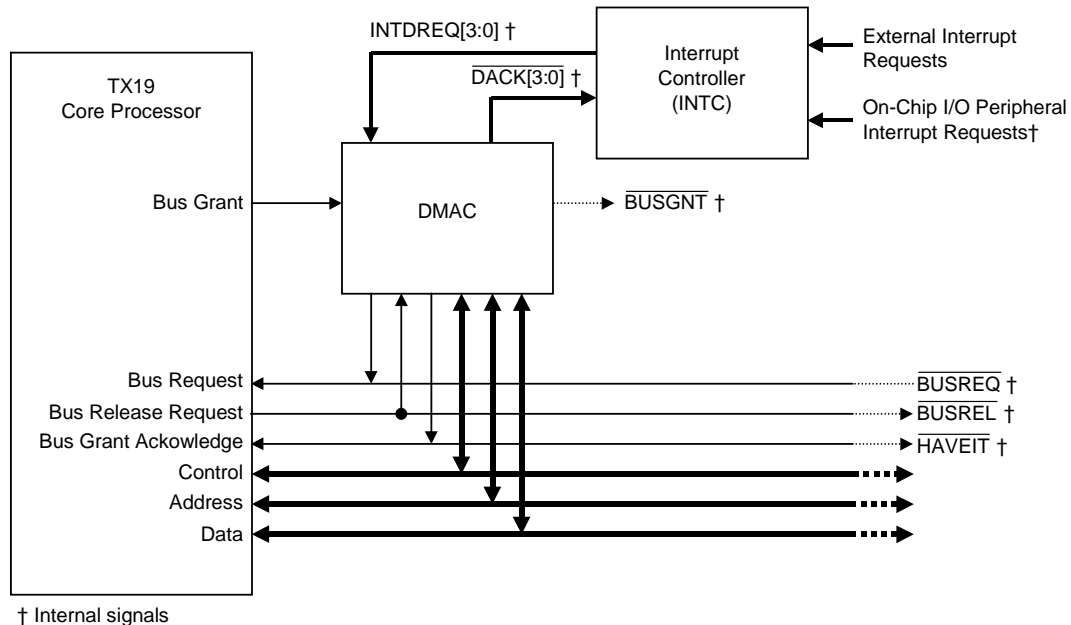 INTDREQ[3:0] †
DACK[3:0] †
TX19
Core Processor
Interrupt
Controller
(INTC)
External Interrupt
Requests
On-Chip I/O Peripheral
Interrupt Requests†
Bus Grant
DMAC
BUSGNT †
Bus Request
BUSREQ †
Bus Release Request
BUSREL †
Bus Grant Ackowledge
HAVEIT †
Control
Address
Data
† Internal signals